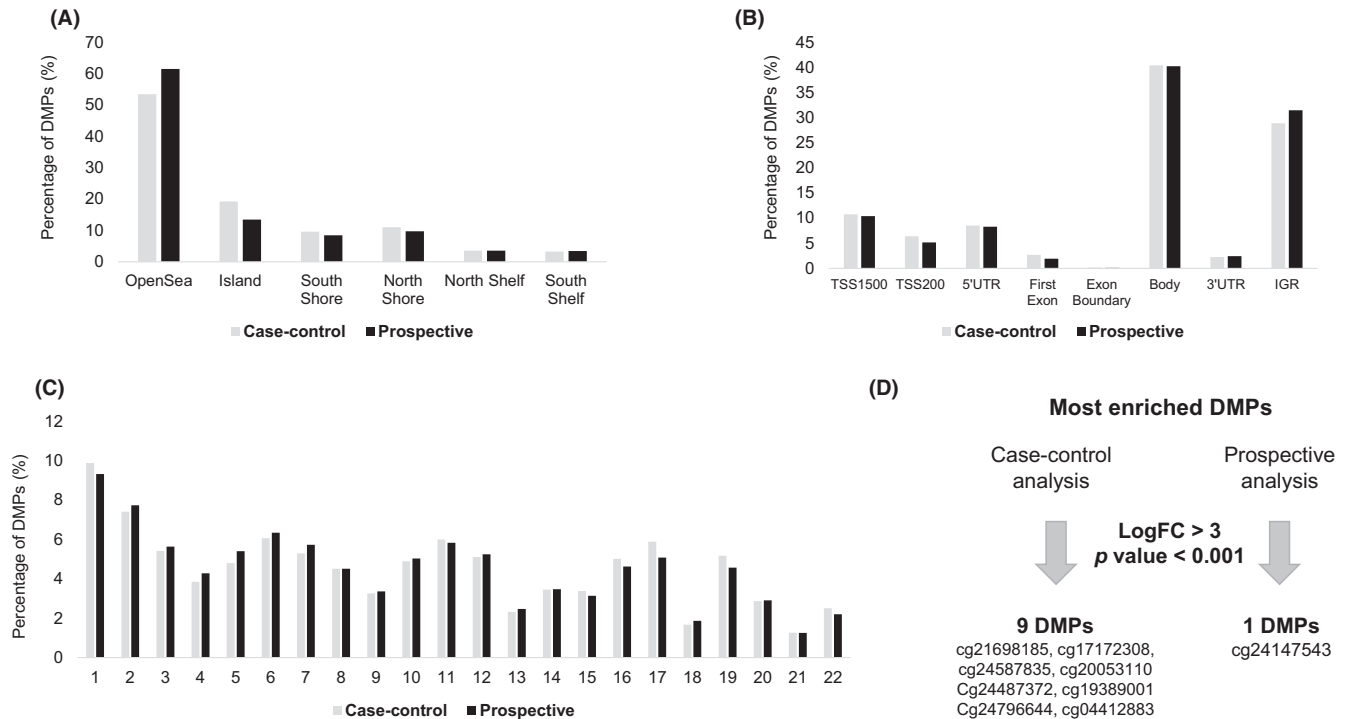 (A)
Percentage of DMPs (%)
70
60
50
40
30
20
10
0
OpenSea Island South Shore North Shore North Shelf South Shelf
Case-control Prospective
(B)
Percentage of DMPs (%)
45
40
35
30
25
20
15
10
5
0
TSS1500 TSS200 5'UTR First Exon Exon Boundary Body 3'UTR IGR
Case-control Prospective
(C)
Percentage of DMPs (%)
12
10
8
6
4
2
0
1 2 3 4 5 6 7 8 9 10 11 12 13 14 15 16 17 18 19 20 21 22
Case-control Prospective
(D)
Most enriched DMPs
Case-control
analysis
Prospective
analysis
LogFC > 3
p value < 0.001
9 DMPs
cg21698185, cg17172308,
cg24587835, cg20053110
Cg24487372, cg19389001
Cg24796644, cg04412883
1 DMPs
cg24147543